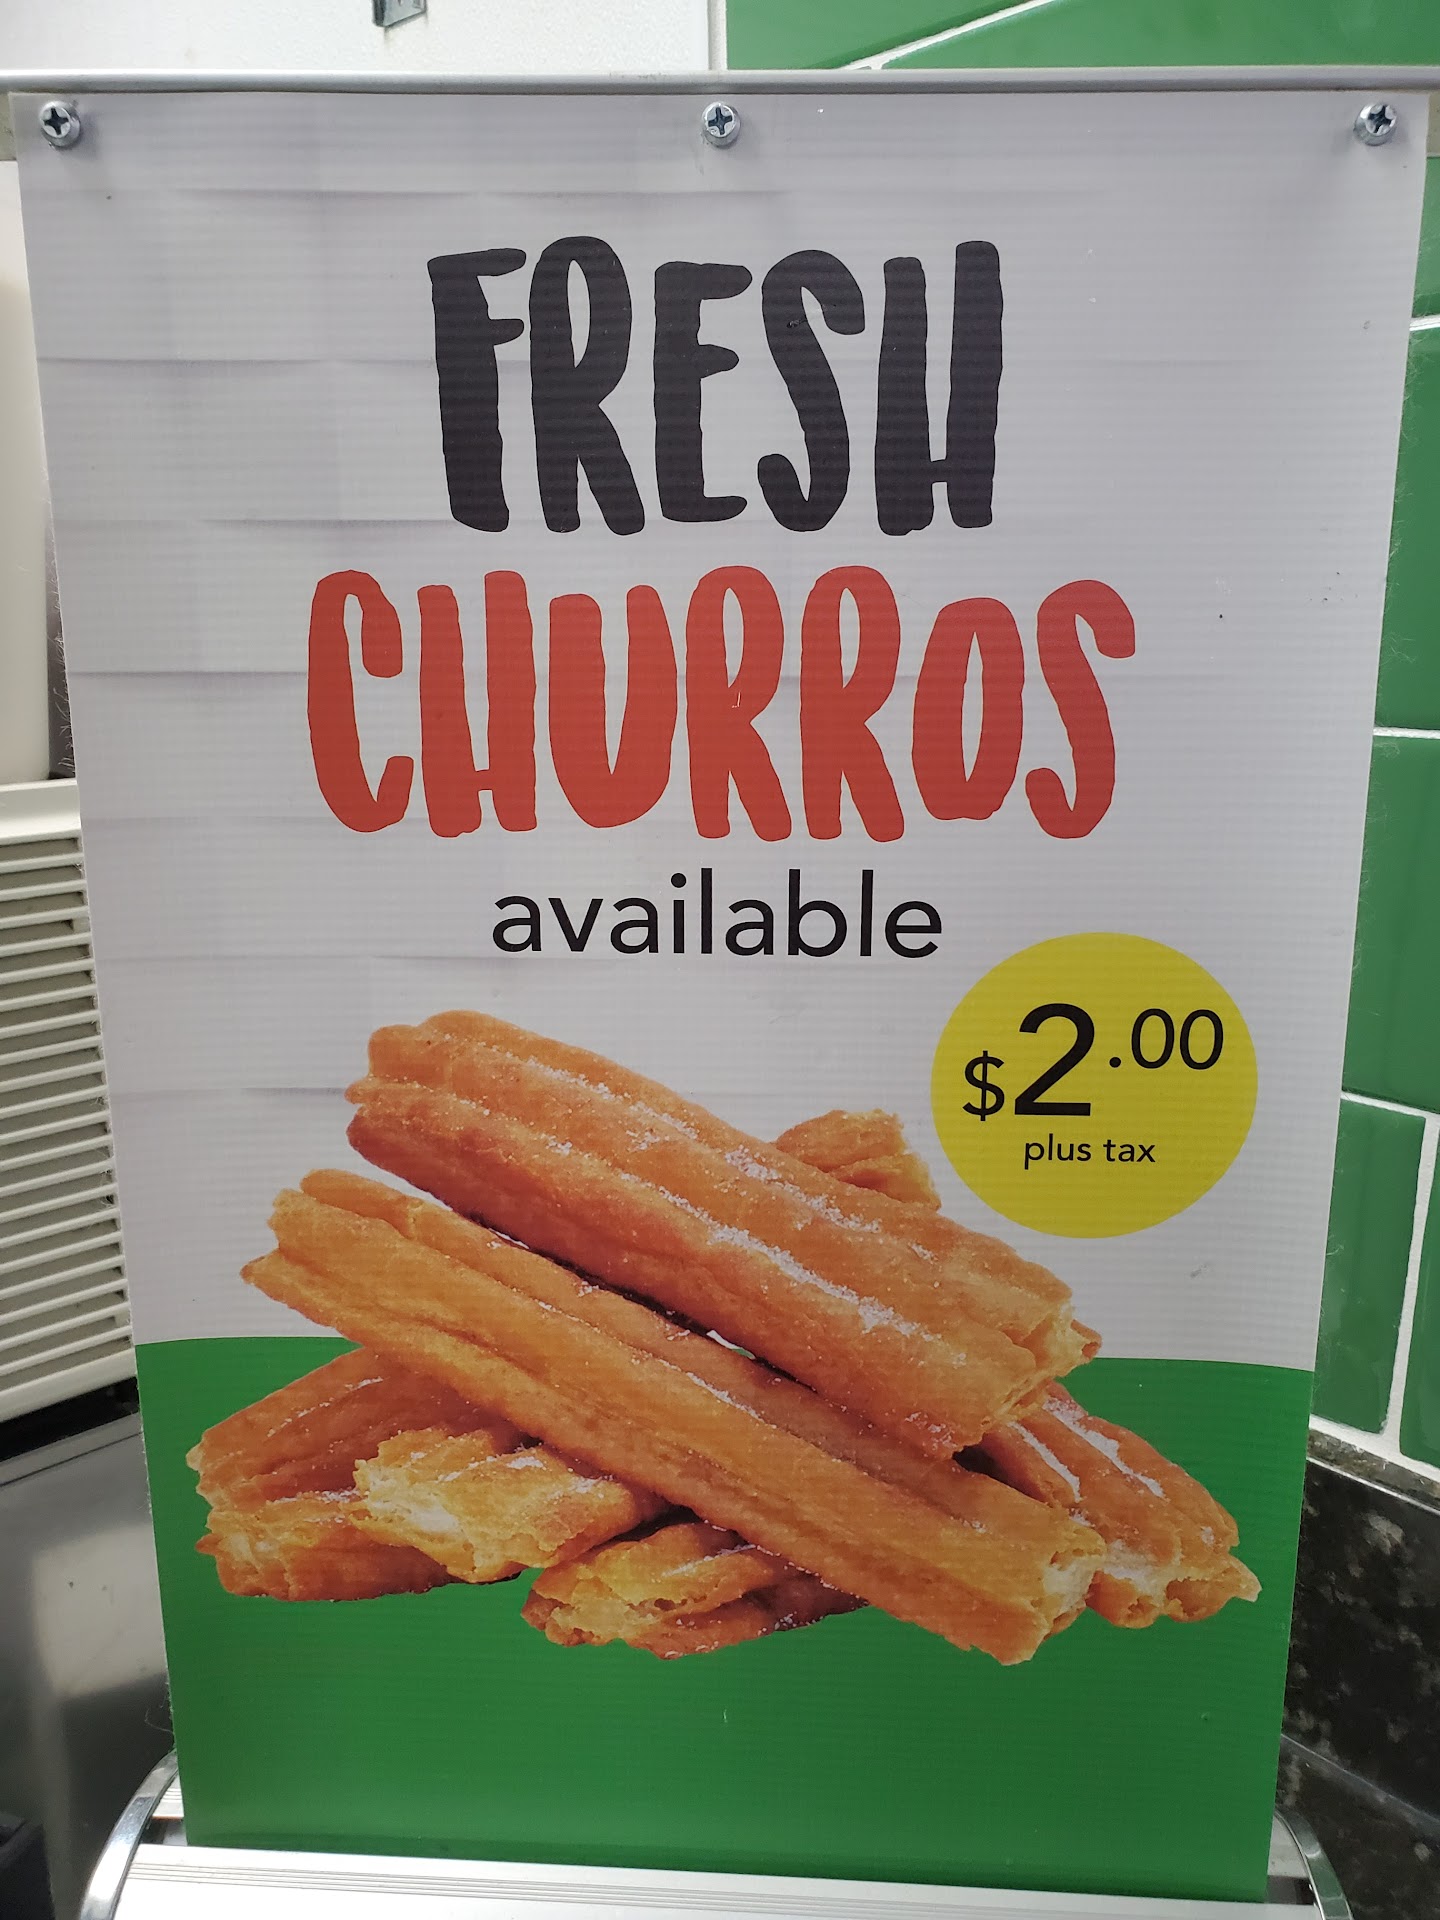 FRESH
CHURROS
available
$2.00
plus tax